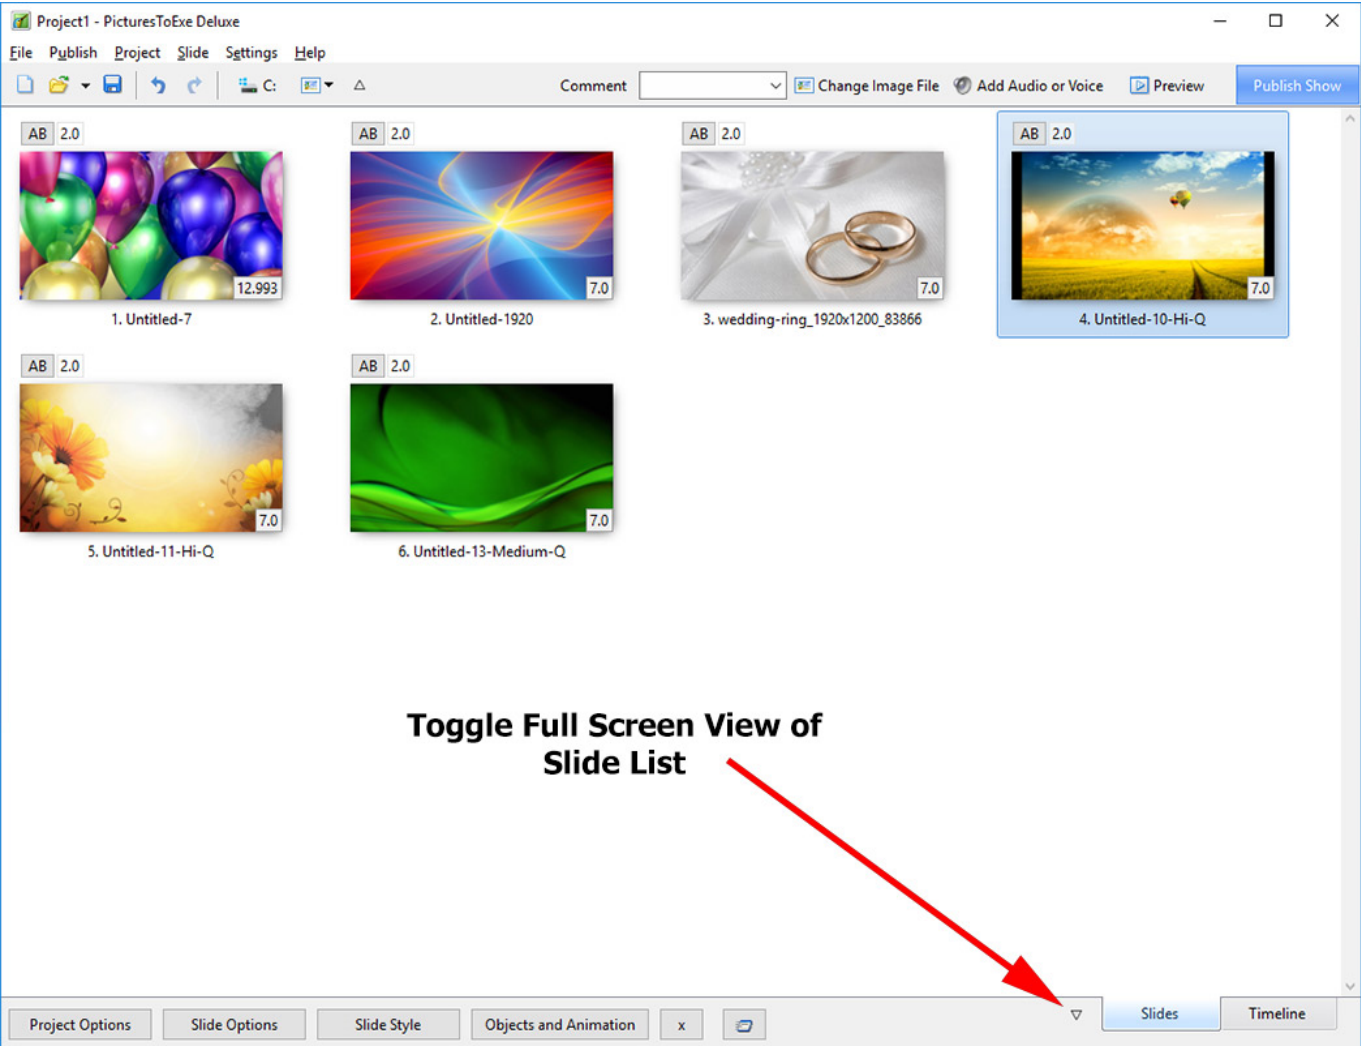 Project1 - PicturesToExe Deluxe
File Publish Project Slide Settings Help
C: Comment Change Image File Add Audio or Voice Preview Publish Show
AB 2.0 AB 2.0 AB 2.0 AB 2.0
12.993 7.0 7.0 7.0
1. Untitled-7 2. Untitled-1920 3. wedding-ring_1920x1200_83866 4. Untitled-10-Hi-Q
AB 2.0 AB 2.0
7.0 7.0
5. Untitled-11-Hi-Q 6. Untitled-13-Medium-Q
Toggle Full Screen View of
Slide List
Project Options Slide Options Slide Style Objects and Animation x Slides Timeline